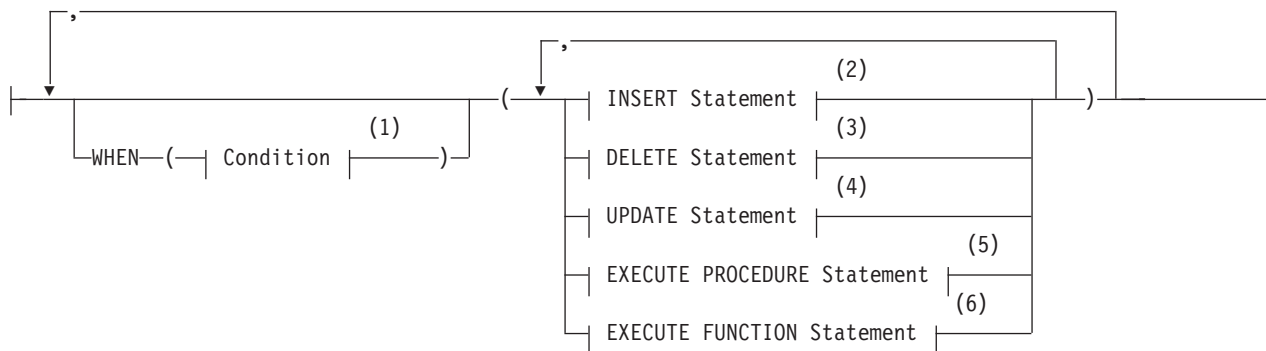 ,
,
(2)
( INSERT Statement )
(1) (3)
WHEN ( Condition ) DELETE Statement
(4)
UPDATE Statement
(5)
EXECUTE PROCEDURE Statement
(6)
EXECUTE FUNCTION Statement